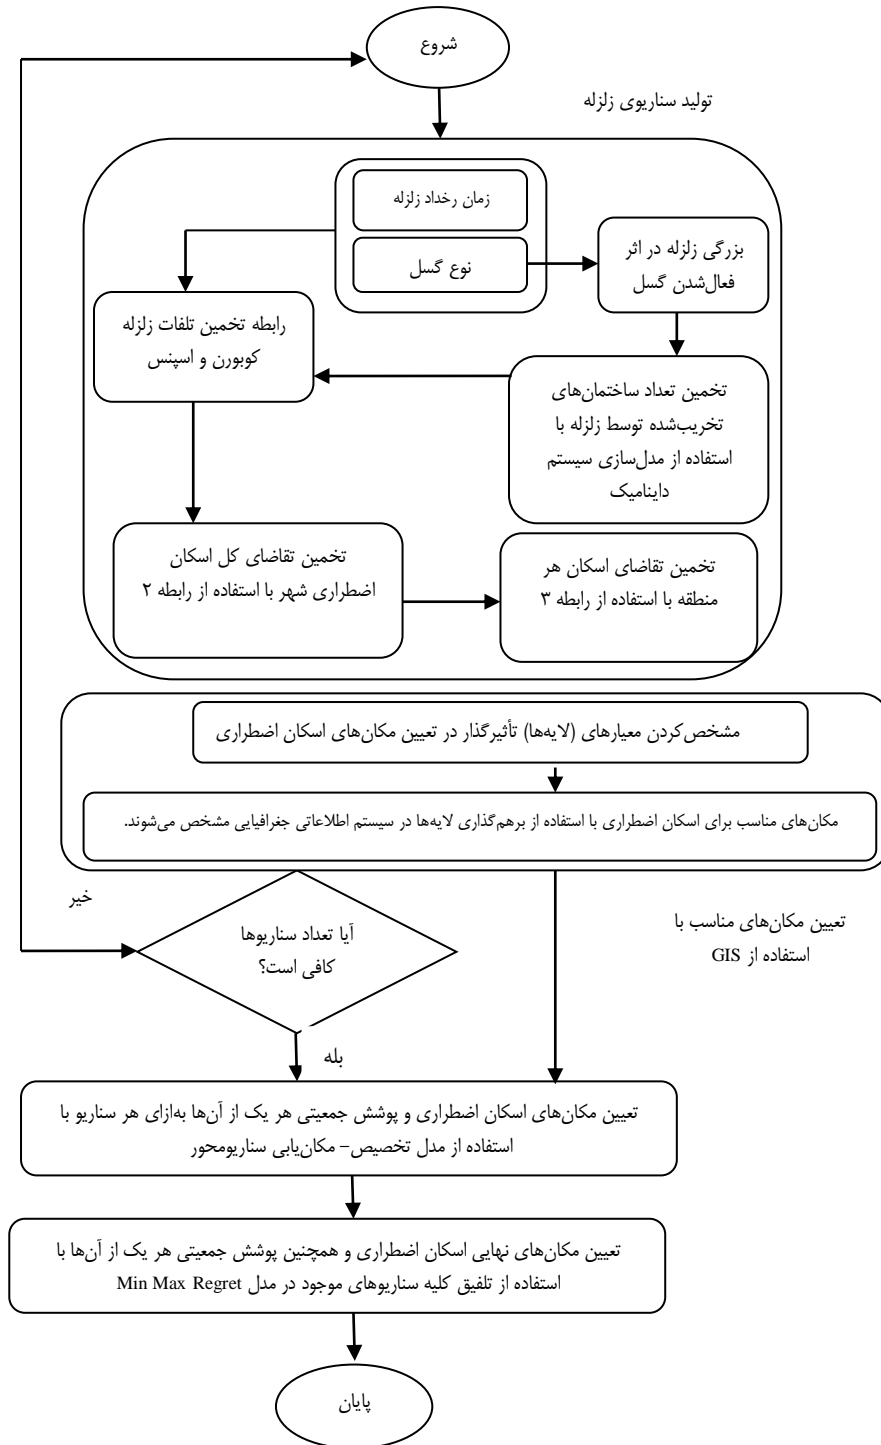 شروع
تولید سناریوی زلزله
زمان رخداد زلزله
نوع گسل
بزرگی زلزله در اثر
فعال‌شدن گسل
رابطه تخمین تلفات زلزله
کوبورن و اسپنس
تخمین تعداد ساختمان‌های
تخریب‌شده توسط زلزله با
استفاده از مدل‌سازی سیستم
داینامیک
تخمین تقاضای کل اسکان
اضطراری شهر با استفاده از رابطه ۲
تخمین تقاضای اسکان هر
منطقه با استفاده از رابطه ۳
مشخص‌کردن معیارهای (لایه‌ها) تأثیرگذار در تعیین مکان‌های اسکان اضطراری
مکان‌های مناسب برای اسکان اضطراری با استفاده از برهم‌گذاری لایه‌ها در سیستم اطلاعاتی جغرافیایی مشخص می‌شوند.
خیر
آیا تعداد سناریوها
کافی است؟
تعیین مکان‌های مناسب با
استفاده از GIS
بله
تعیین مکان‌های اسکان اضطراری و پوشش جمعیتی هر یک از آن‌ها به‌ازای هر سناریو با
استفاده از مدل تخصیص– مکان‌یابی سناریومحور
تعیین مکان‌های نهایی اسکان اضطراری و همچنین پوشش جمعیتی هر یک از آن‌ها با
استفاده از تلفیق کلیه سناریوهای موجود در مدل Min Max Regret
پایان